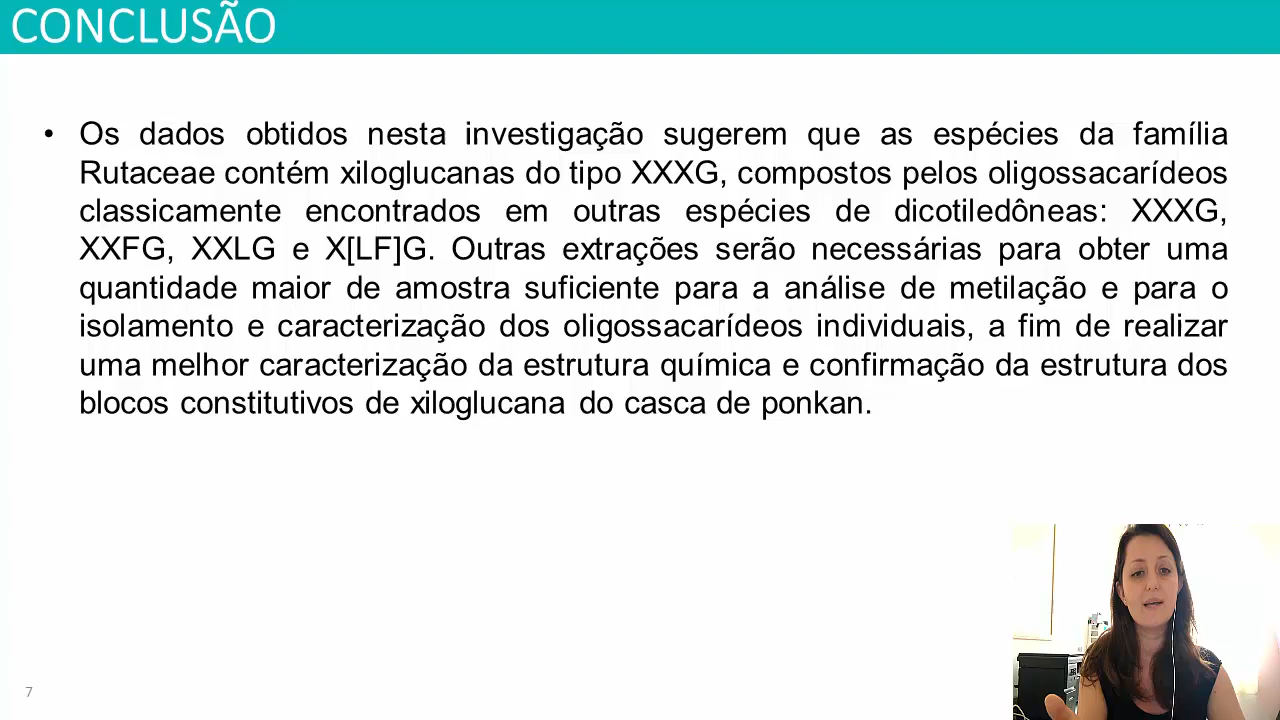 CONCLUSÃO
• Os dados obtidos nesta investigação sugerem que as espécies da família
Rutaceae contém xiloglucanas do tipo XXXG, compostos pelos oligossacarídeos
classicamente encontrados em outras espécies de dicotiledôneas: XXXG,
XXFG, XXLG e X[LF]G. Outras extrações serão necessárias para obter uma
quantidade maior de amostra suficiente para a análise de metilação e para o
isolamento e caracterização dos oligossacarídeos individuais, a fim de realizar
uma melhor caracterização da estrutura química e confirmação da estrutura dos
blocos constitutivos de xiloglucana do casca de ponkan.
7